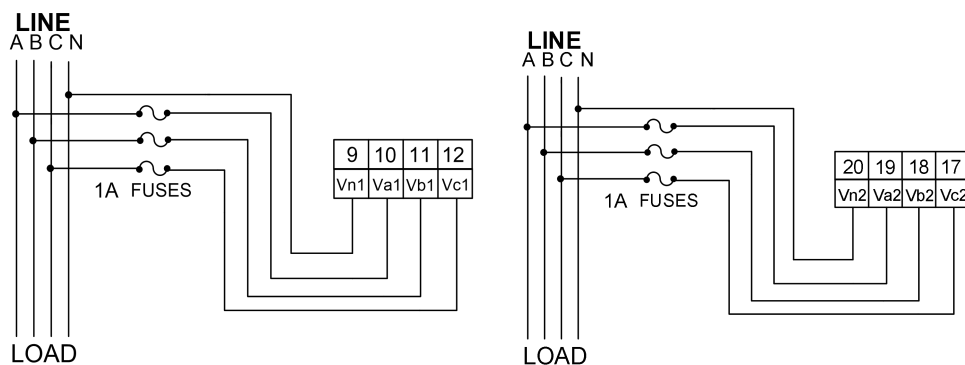 LINE
A B C N
9 10 11 12
Vn1 Va1 Vb1 Vc1
1A FUSES
LOAD
LINE
A B C N
20 19 18 17
Vn2 Va2 Vb2 Vc2
1A FUSES
LOAD